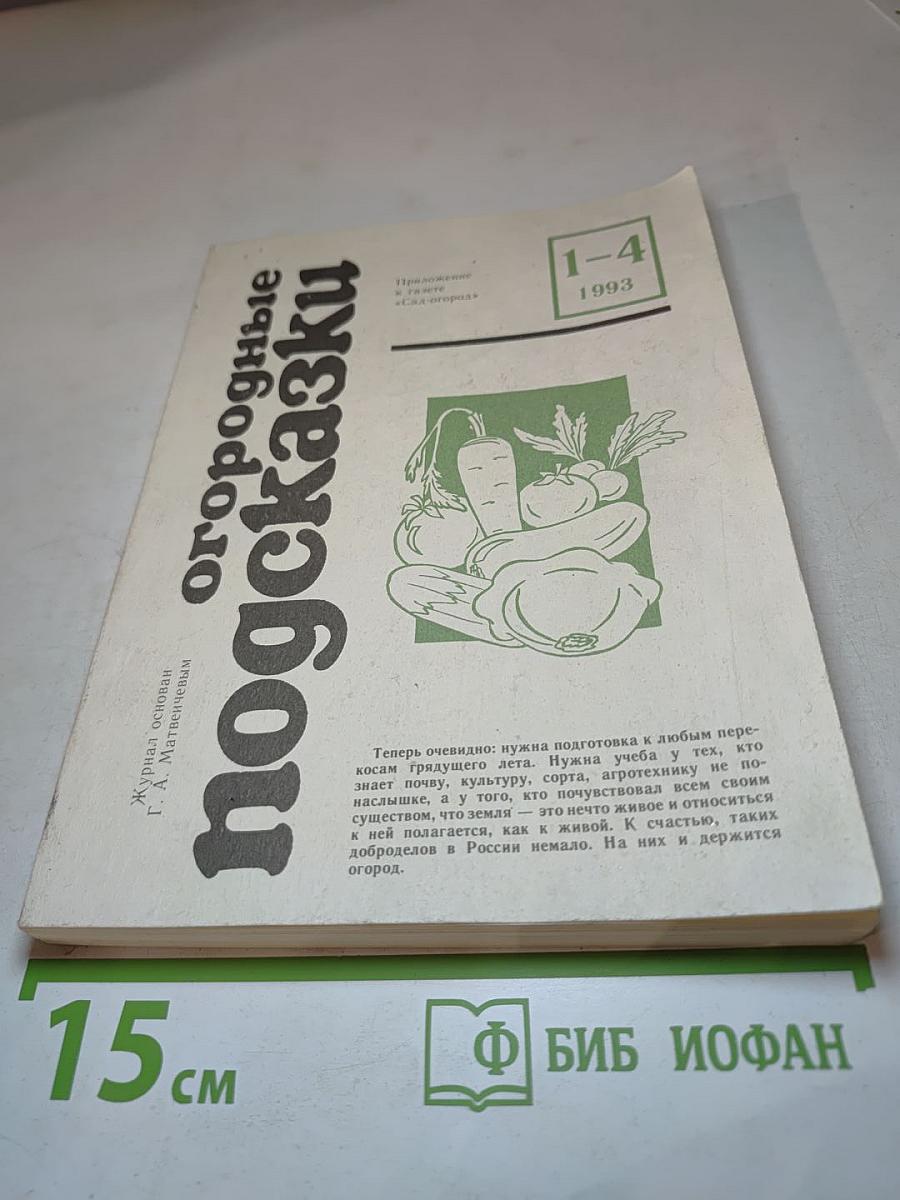 Журнал основан
Г. А. Матвеичевым
огородные
подсказки
Приложение
к газете
«Сад-огород»
1–4
1993
Теперь очевидно: нужна подготовка к любым пере-
косам грядущего лета. Нужна учеба у тех, кто
знает почву, культуру, сорта, агротехнику не по-
наслышке, а у того, кто почувствовал всем своим
существом, что земля — это нечто живое и относиться
к ней полагается, как к живой. К счастью, таких
доброделов в России немало. На них и держится
огород.
15 см
Ф
БИБ ИОФАН